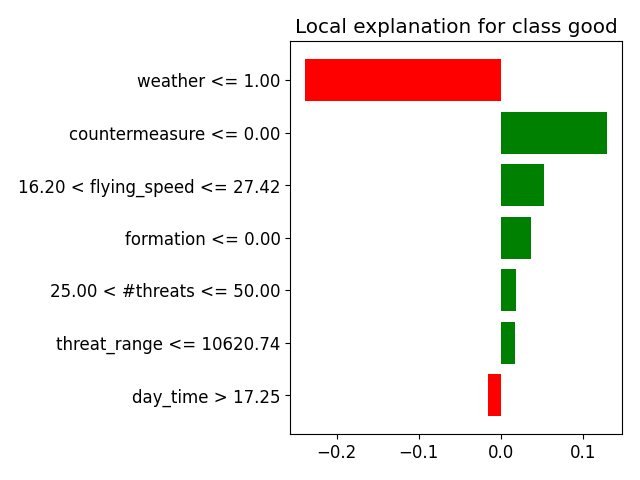 Local explanation for class good
weather <= 1.00
countermeasure <= 0.00
16.20 < flying_speed <= 27.42
formation <= 0.00
25.00 < #threats <= 50.00
threat_range <= 10620.74
day_time > 17.25
−0.2 −0.1 0.0 0.1